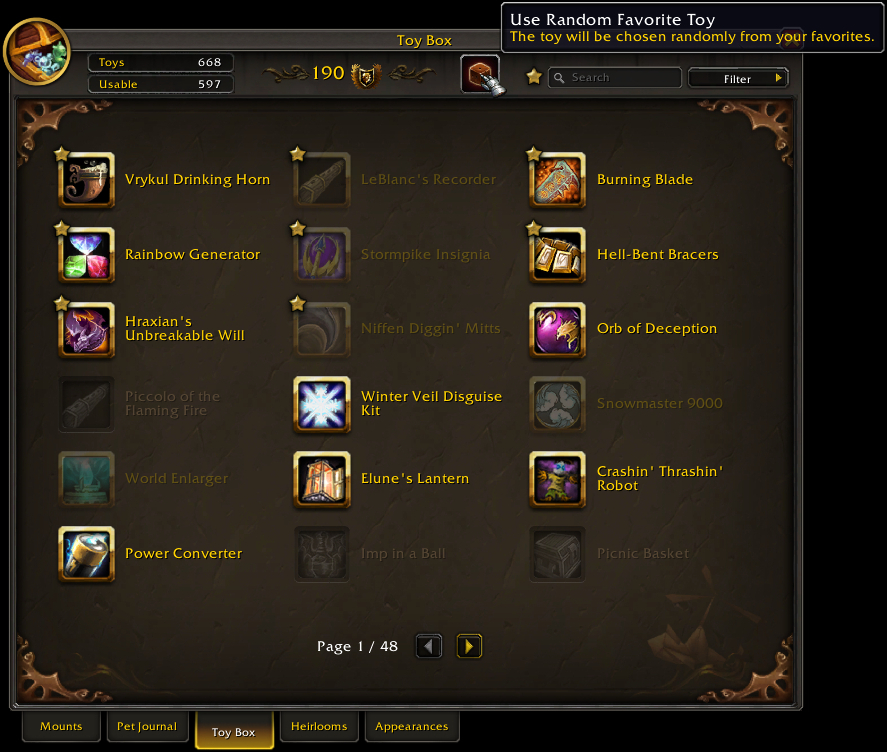 Use Random Favorite Toy
The toy will be chosen randomly from your favorites.
Toy Box
Toys 668
Usable 597
190
Search
Filter
Vrykul Drinking Horn
LeBlanc's Recorder
Burning Blade
Rainbow Generator
Stormpike Insignia
Hell-Bent Bracers
Hraxian's
Unbreakable Will
Niffen Diggin' Mitts
Orb of Deception
Piccolo of the
Flaming Fire
Winter Veil Disguise
Kit
Snowmaster 9000
World Enlarger
Elune's Lantern
Crashin' Thrashin'
Robot
Power Converter
Imp in a Ball
Picnic Basket
Page 1 / 48
Mounts
Pet Journal
Toy Box
Heirlooms
Appearances